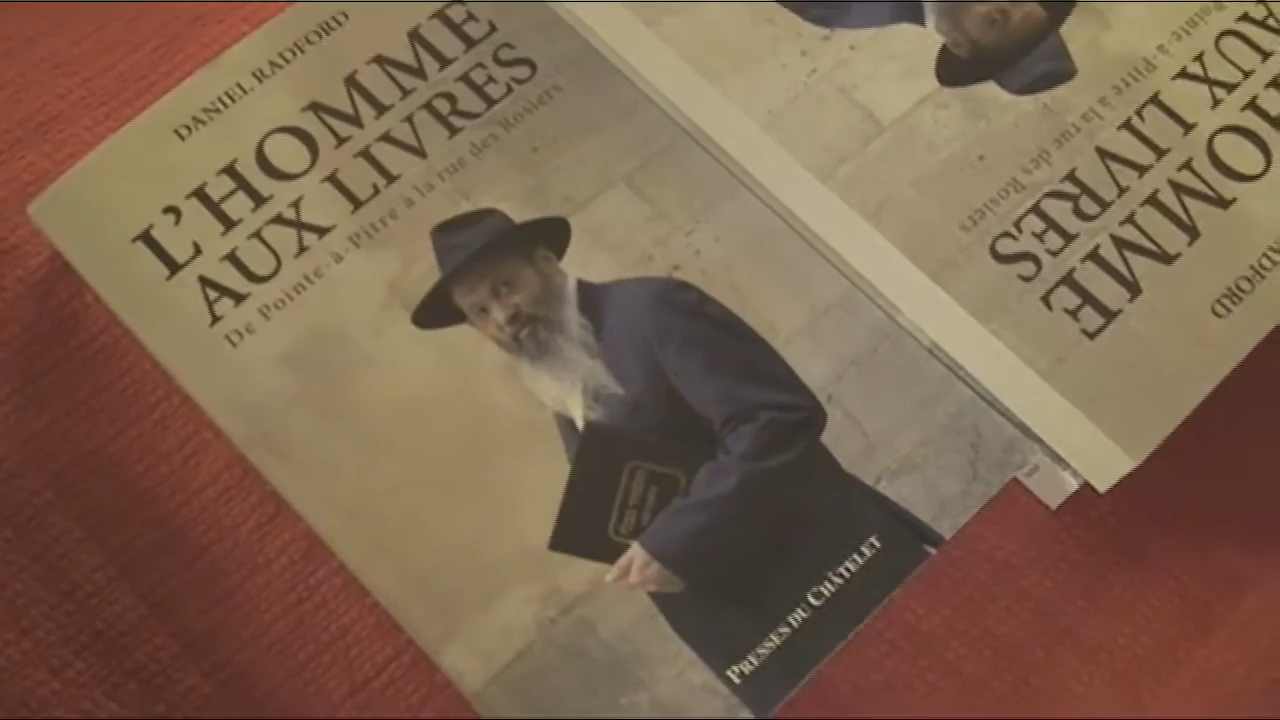 DANIEL RADFORD
L'HOMME
AUX LIVRES
De Pointe-à-Pitre à la rue des Rosiers
PRESSES DU CHÂTELET
ADFORD
HOMME
AUX LIVRES
Pointe-à-Pitre à la rue des Rosiers